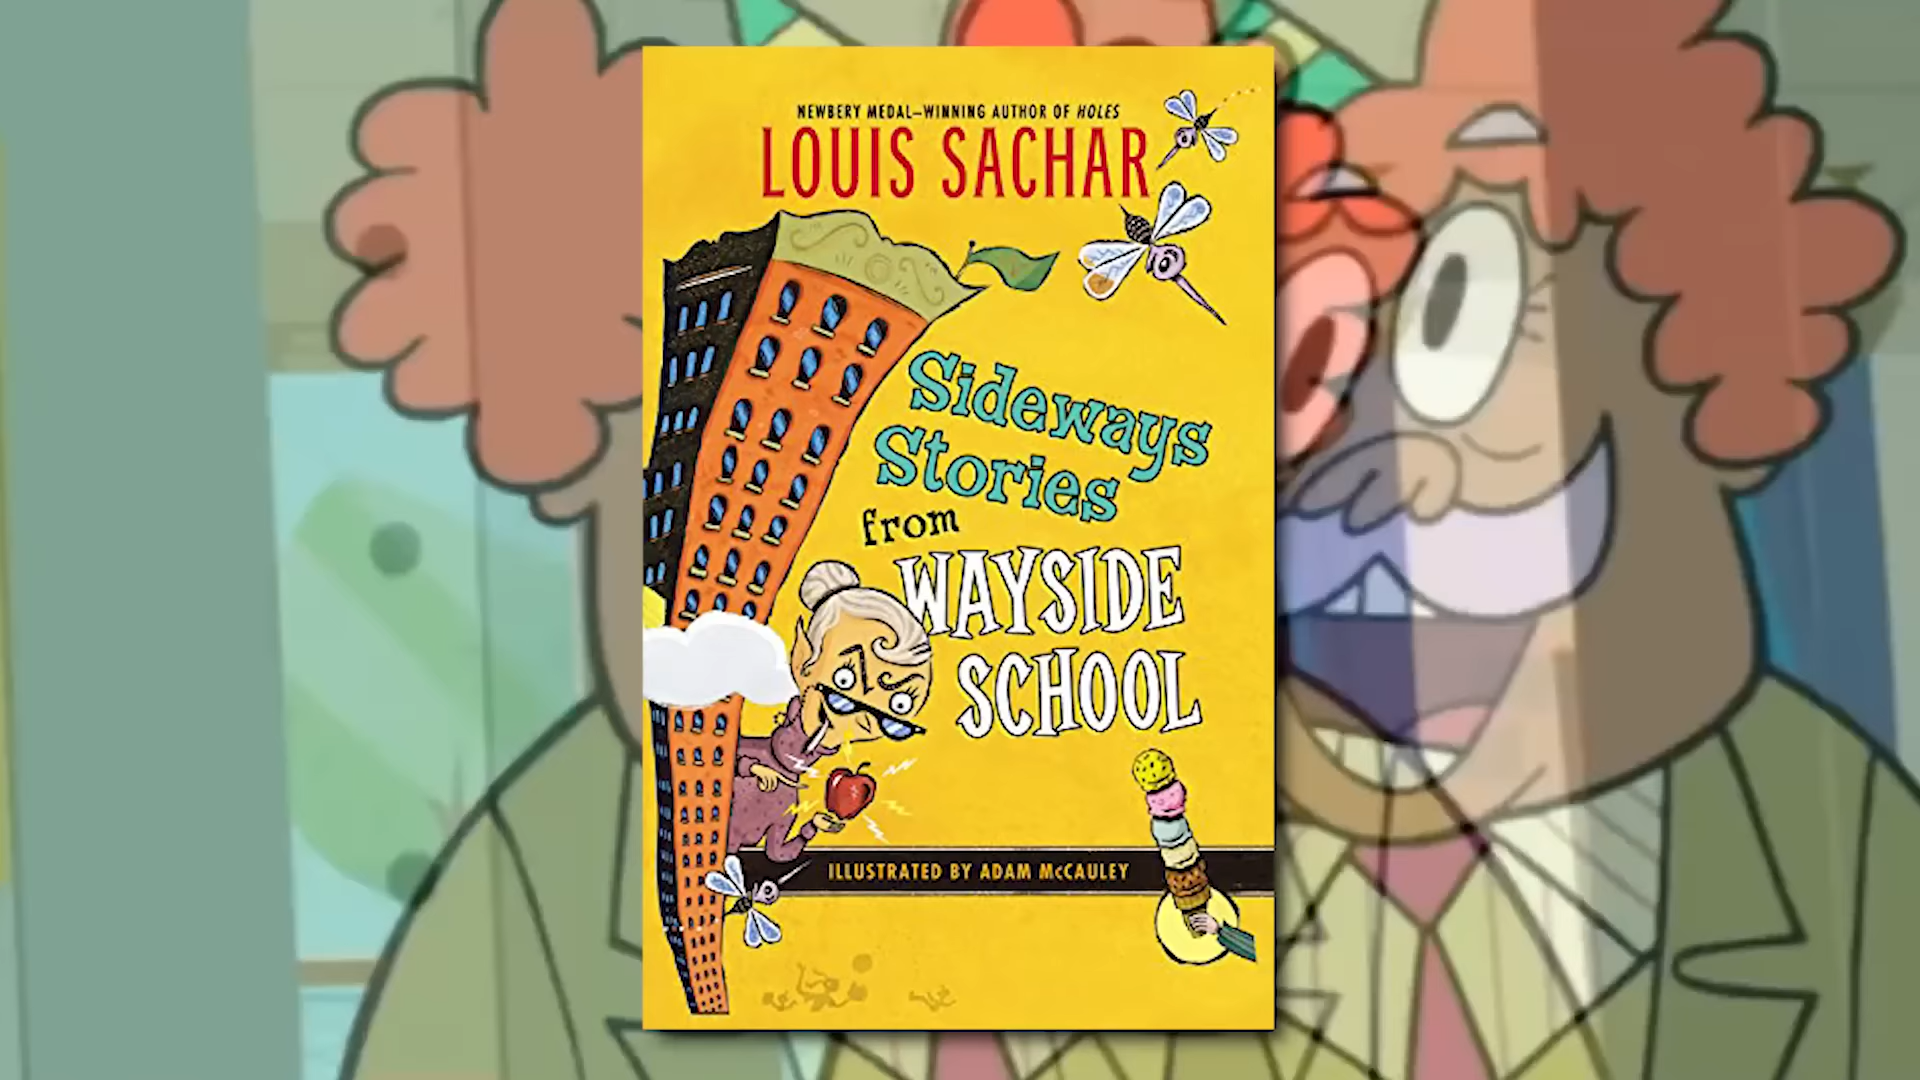 NEWBERY MEDAL–WINNING AUTHOR OF HOLES
LOUIS SACHAR
Sideways
Stories
from
WAYSIDE
SCHOOL
ILLUSTRATED BY ADAM McCAULEY